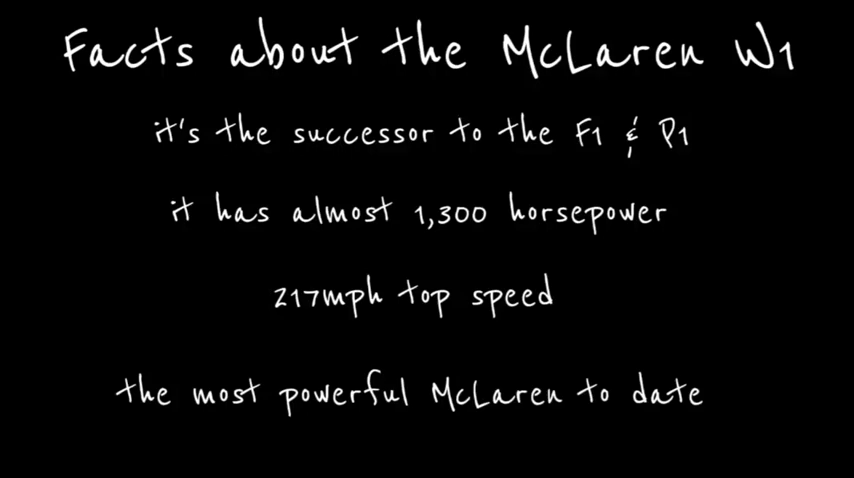 Facts about the McLaren W1
it's the successor to the F1 & P1
it has almost 1,300 horsepower
217mph top speed
the most powerful McLaren to date